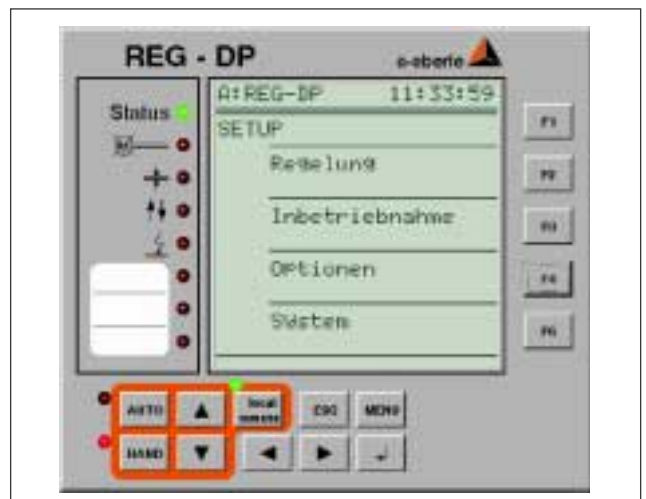 REG - DP
e-eberle
A:REG-DP 11:33:59
Status
SETUP
Regelung
Inbetriebnahme
Optionen
System
F1
F2
F3
F4
F5
AUTO
local
remote
ESC
MENU
HAND